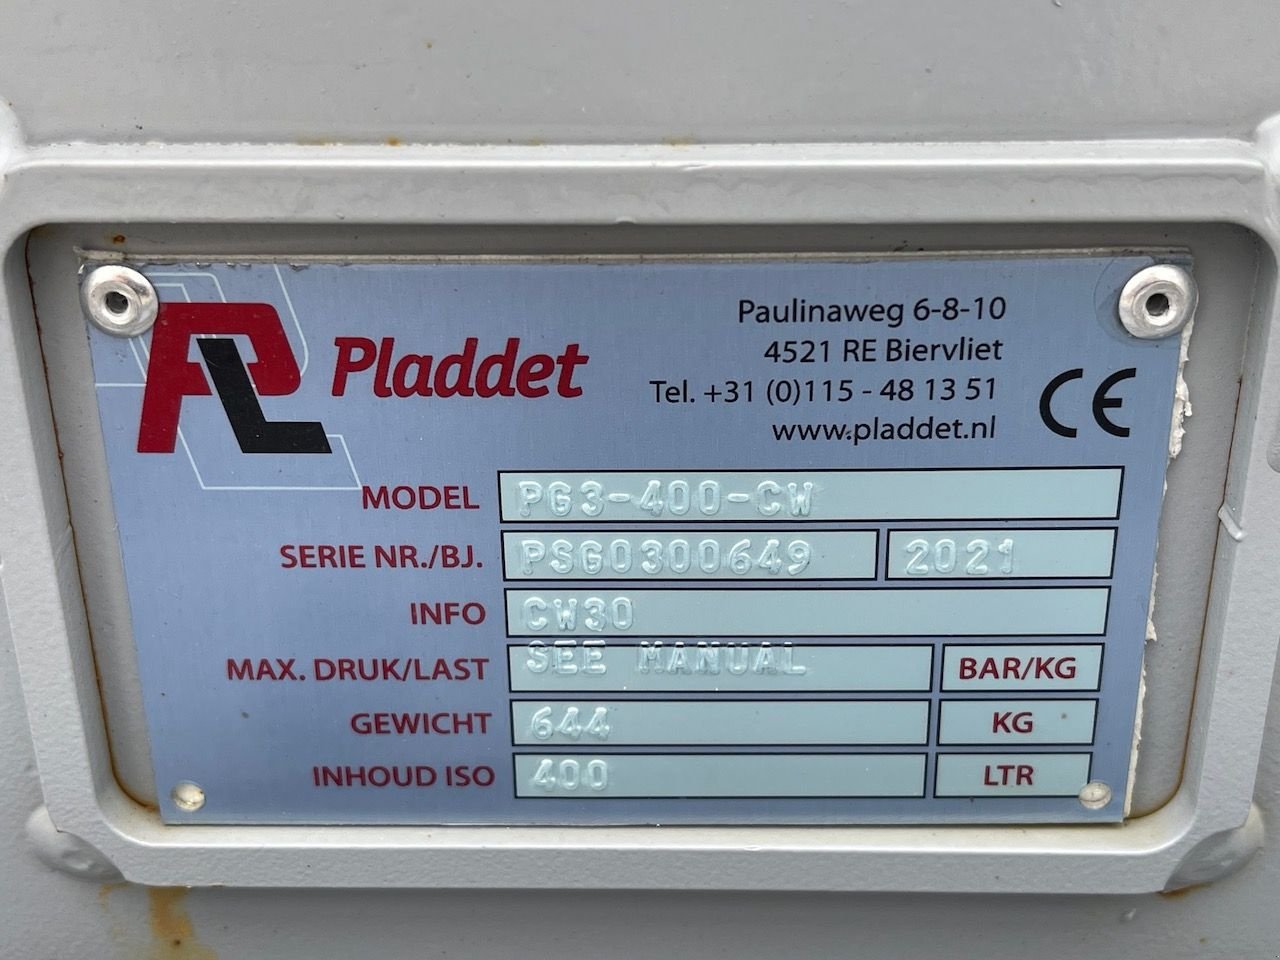 PL Pladdet
Paulinaweg 6-8-10
4521 RE Biervliet
Tel. +31 (0)115 - 48 13 51
www.pladdet.nl
CE
MODEL PG3-400-CW
SERIE NR./BJ. PSG0300649 2021
INFO CW30
MAX. DRUK/LAST SEE MANUAL BAR/KG
GEWICHT 644 KG
INHOUD ISO 400 LTR